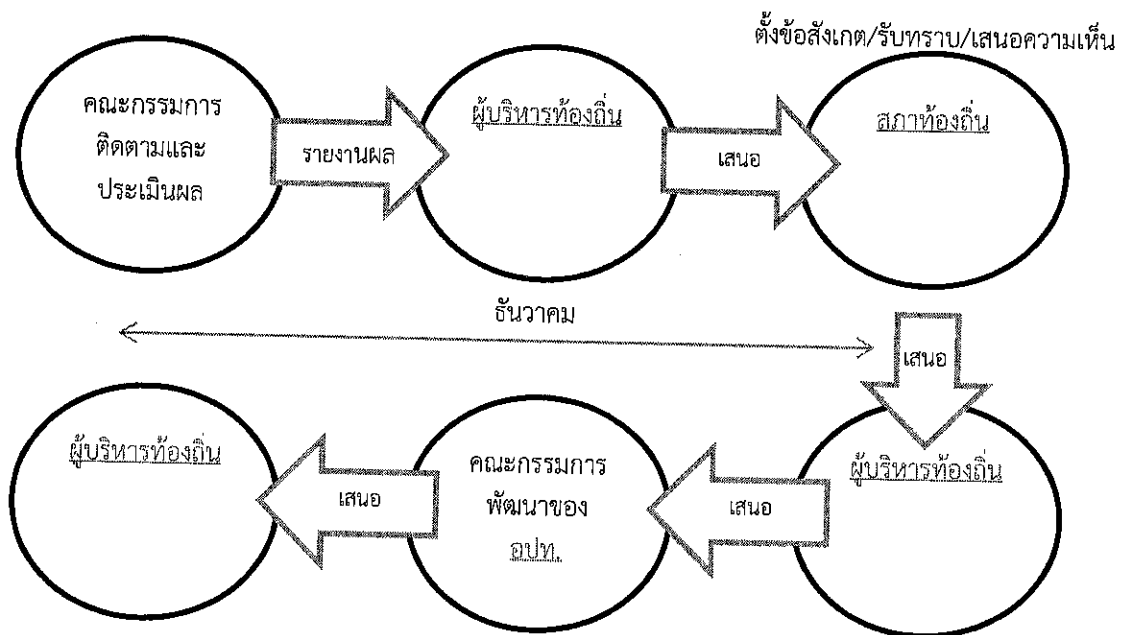 ตั้งข้อสังเกต/รับทราบ/เสนอความเห็น
คณะกรรมการ
ติดตามและ
ประเมินผล
รายงานผล
ผู้บริหารท้องถิ่น
เสนอ
สภาท้องถิ่น
ธันวาคม
เสนอ
ผู้บริหารท้องถิ่น
เสนอ
คณะกรรมการ
พัฒนาของ
อปท.
เสนอ
ผู้บริหารท้องถิ่น